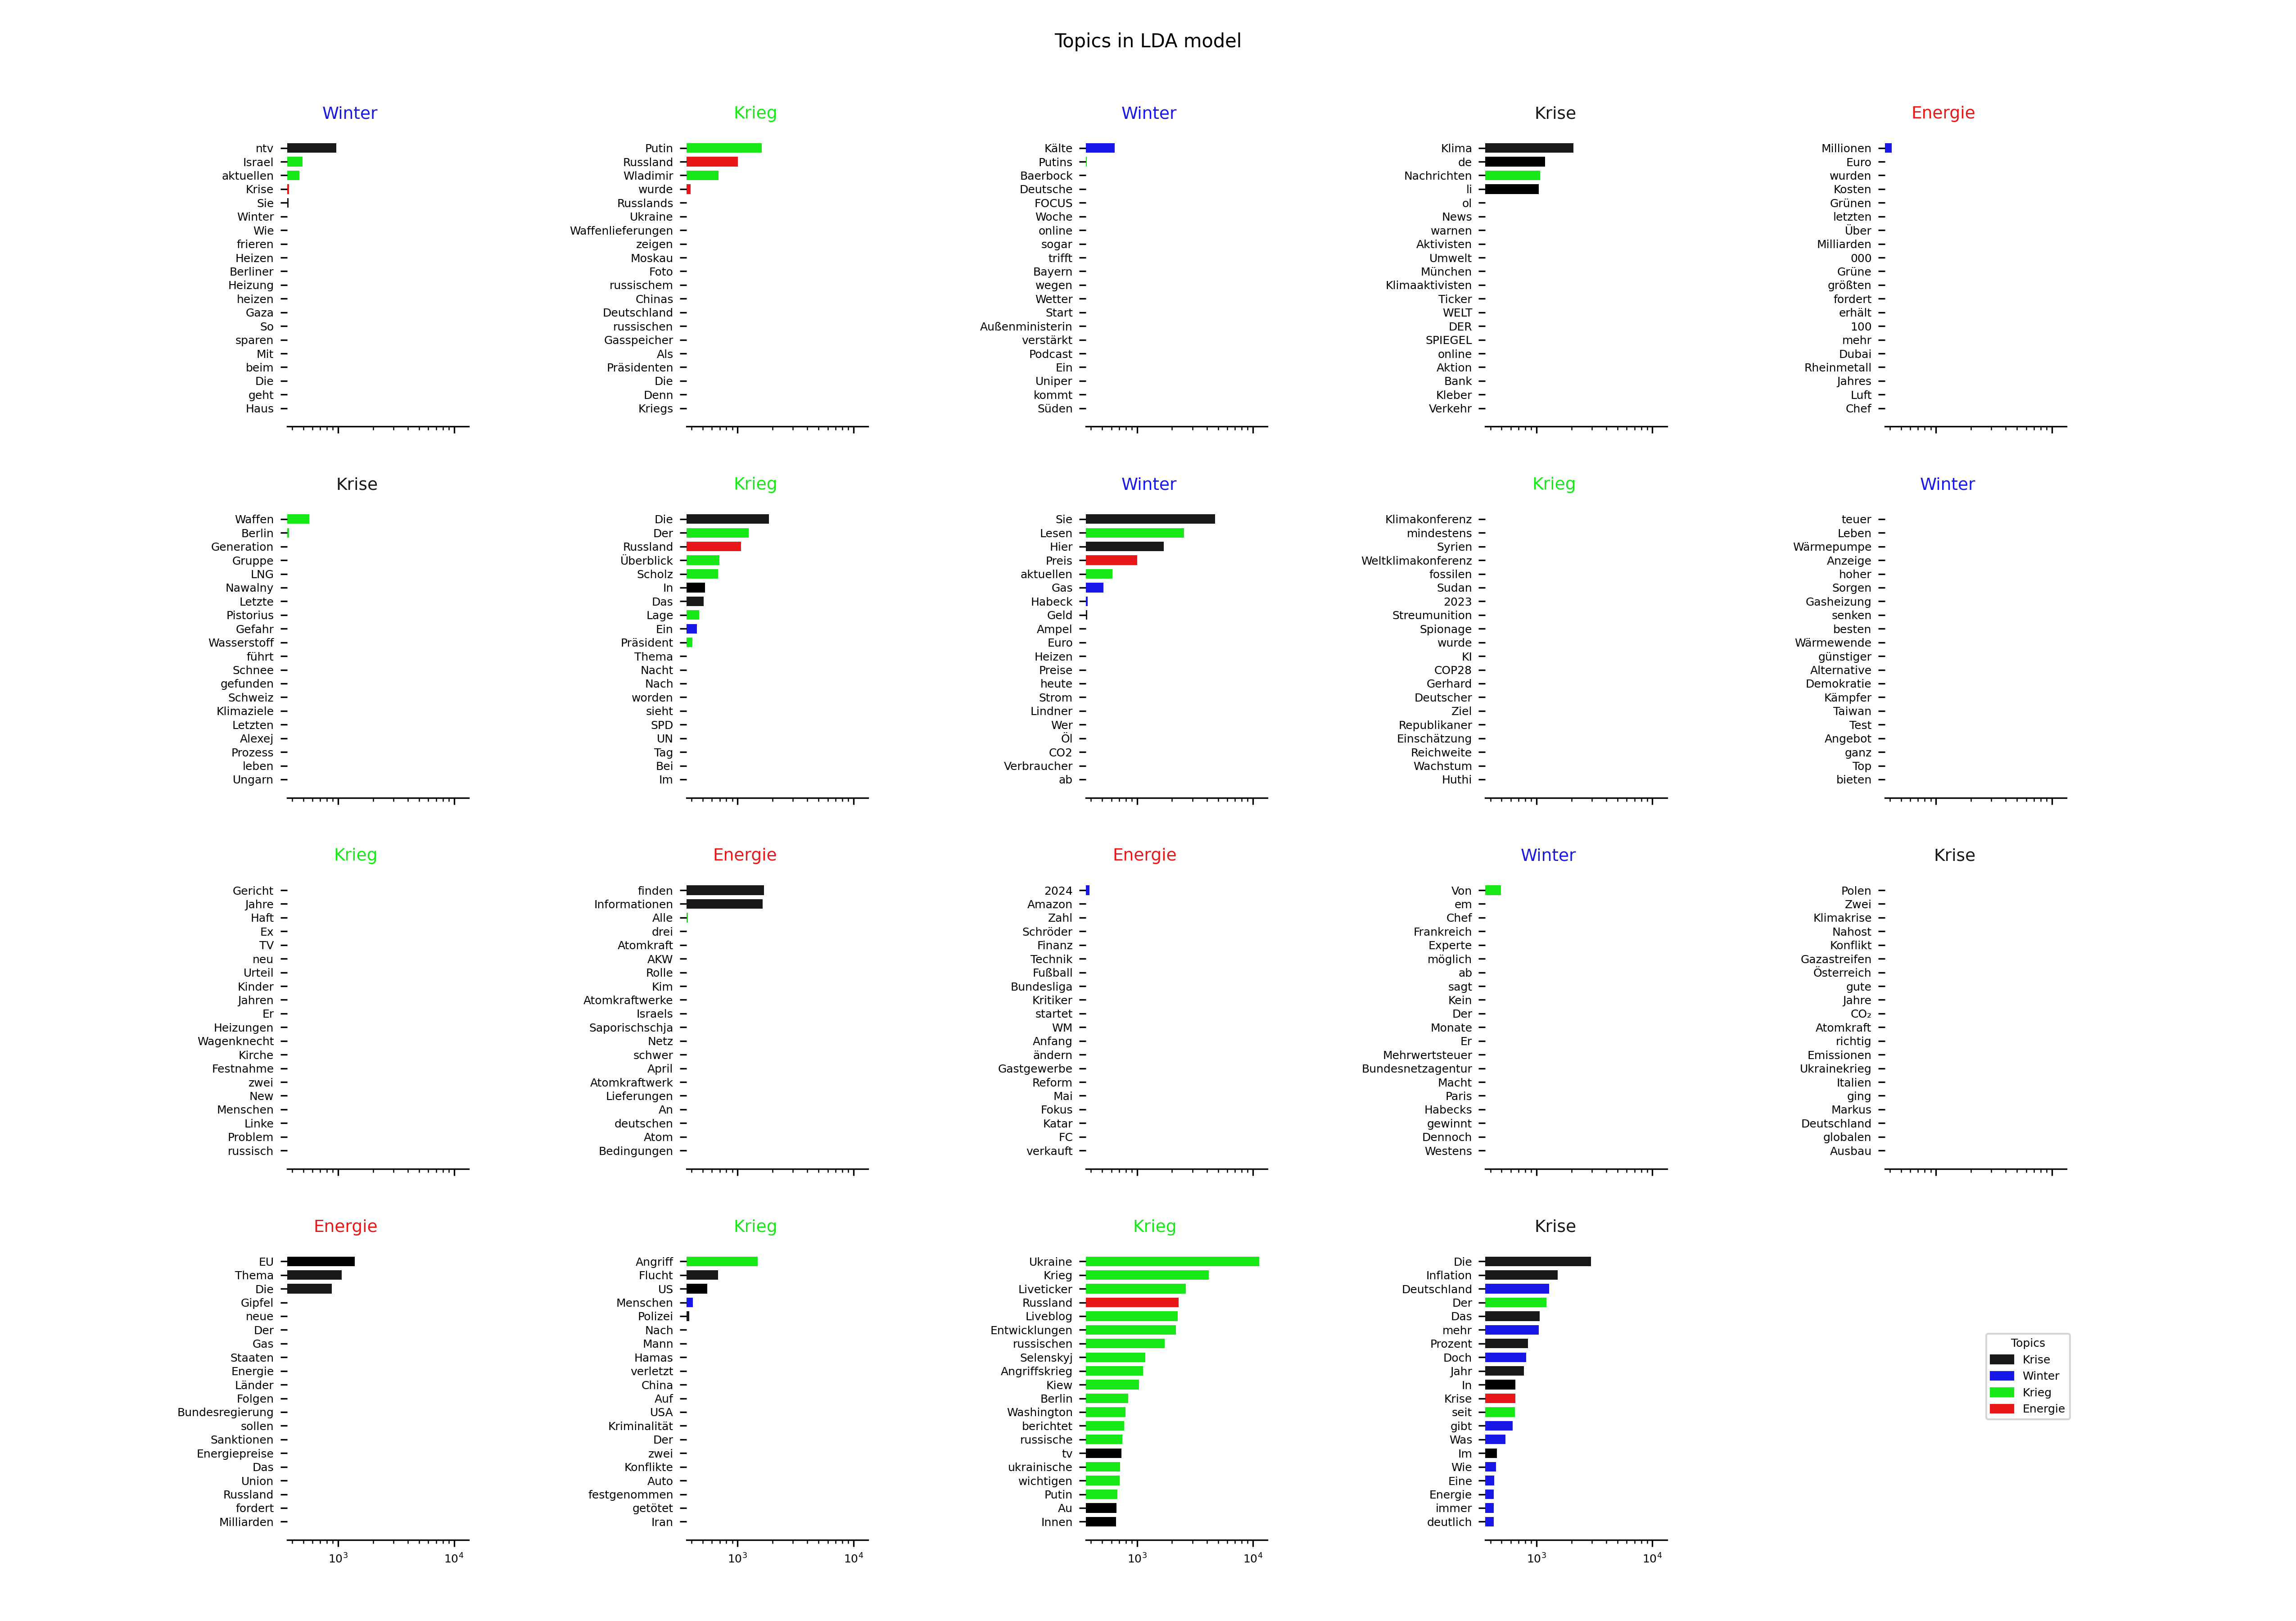 Topics in LDA model
Winter
ntv
Israel
aktuellen
Krise
Sie
Winter
Wie
frieren
Heizen
Berliner
Heizung
heizen
Gaza
So
sparen
Mit
beim
Die
geht
Haus
Krieg
Putin
Russland
Wladimir
wurde
Russlands
Ukraine
Waffenlieferungen
zeigen
Moskau
Foto
russischem
Chinas
Deutschland
russischen
Gasspeicher
Als
Präsidenten
Die
Denn
Kriegs
Winter
Kälte
Putins
Baerbock
Deutsche
FOCUS
Woche
online
sogar
trifft
Bayern
wegen
Wetter
Start
Außenministerin
verstärkt
Podcast
Ein
Uniper
kommt
Süden
Krise
Klima
de
Nachrichten
li
ol
News
warnen
Aktivisten
Umwelt
München
Klimaaktivisten
Ticker
WELT
DER
SPIEGEL
online
Aktion
Bank
Kleber
Verkehr
Energie
Millionen
Euro
wurden
Kosten
Grünen
letzten
Über
Milliarden
000
Grüne
größten
fordert
erhält
100
mehr
Dubai
Rheinmetall
Jahres
Luft
Chef
Krise
Waffen
Berlin
Generation
Gruppe
LNG
Nawalny
Letzte
Pistorius
Gefahr
Wasserstoff
führt
Schnee
gefunden
Schweiz
Klimaziele
Letzten
Alexej
Prozess
leben
Ungarn
Krieg
Die
Der
Russland
Überblick
Scholz
In
Das
Lage
Ein
Präsident
Thema
Nacht
Nach
worden
sieht
SPD
UN
Tag
Bei
Im
Winter
Sie
Lesen
Hier
Preis
aktuellen
Gas
Habeck
Geld
Ampel
Euro
Heizen
Preise
heute
Strom
Lindner
Wer
Öl
CO2
Verbraucher
ab
Krieg
Klimakonferenz
mindestens
Syrien
Weltklimakonferenz
fossilen
Sudan
2023
Streumunition
Spionage
wurde
KI
COP28
Gerhard
Deutscher
Ziel
Republikaner
Einschätzung
Reichweite
Wachstum
Huthi
Winter
teuer
Leben
Wärmepumpe
Anzeige
hoher
Sorgen
Gasheizung
senken
besten
Wärmewende
günstiger
Alternative
Demokratie
Kämpfer
Taiwan
Test
Angebot
ganz
Top
bieten
Krieg
Gericht
Jahre
Haft
Ex
TV
neu
Urteil
Kinder
Jahren
Er
Heizungen
Wagenknecht
Kirche
Festnahme
zwei
New
Menschen
Linke
Problem
russisch
Energie
finden
Informationen
Alle
drei
Atomkraft
AKW
Rolle
Kim
Atomkraftwerke
Israels
Saporischschja
Netz
schwer
April
Atomkraftwerk
Lieferungen
An
deutschen
Atom
Bedingungen
Energie
2024
Amazon
Zahl
Schröder
Finanz
Technik
Fußball
Bundesliga
Kritiker
startet
WM
Anfang
ändern
Gastgewerbe
Reform
Mai
Fokus
Katar
FC
verkauft
Winter
Von
em
Chef
Frankreich
Experte
möglich
ab
sagt
Kein
Der
Monate
Er
Mehrwertsteuer
Bundesnetzagentur
Macht
Paris
Habecks
gewinnt
Dennoch
Westens
Krise
Polen
Zwei
Klimakrise
Nahost
Konflikt
Gazastreifen
Österreich
gute
Jahre
CO₂
Atomkraft
richtig
Emissionen
Ukrainekrieg
Italien
ging
Markus
Deutschland
globalen
Ausbau
Energie
EU
Thema
Die
Gipfel
neue
Der
Gas
Staaten
Energie
Länder
Folgen
Bundesregierung
sollen
Sanktionen
Energiepreise
Das
Union
Russland
fordert
Milliarden
10³ 10⁴
Krieg
Angriff
Flucht
US
Menschen
Polizei
Nach
Mann
Hamas
verletzt
China
Auf
USA
Kriminalität
Der
zwei
Konflikte
Auto
festgenommen
getötet
Iran
10³ 10⁴
Krieg
Ukraine
Krieg
Liveticker
Russland
Liveblog
Entwicklungen
russischen
Selenskyj
Angriffskrieg
Kiew
Berlin
Washington
berichtet
russische
tv
ukrainische
wichtigen
Putin
Au
Innen
10³ 10⁴
Krise
Die
Inflation
Deutschland
Der
Das
mehr
Prozent
Doch
Jahr
In
Krise
seit
gibt
Was
Im
Wie
Eine
Energie
immer
deutlich
10³ 10⁴
Topics
Krise
Winter
Krieg
Energie